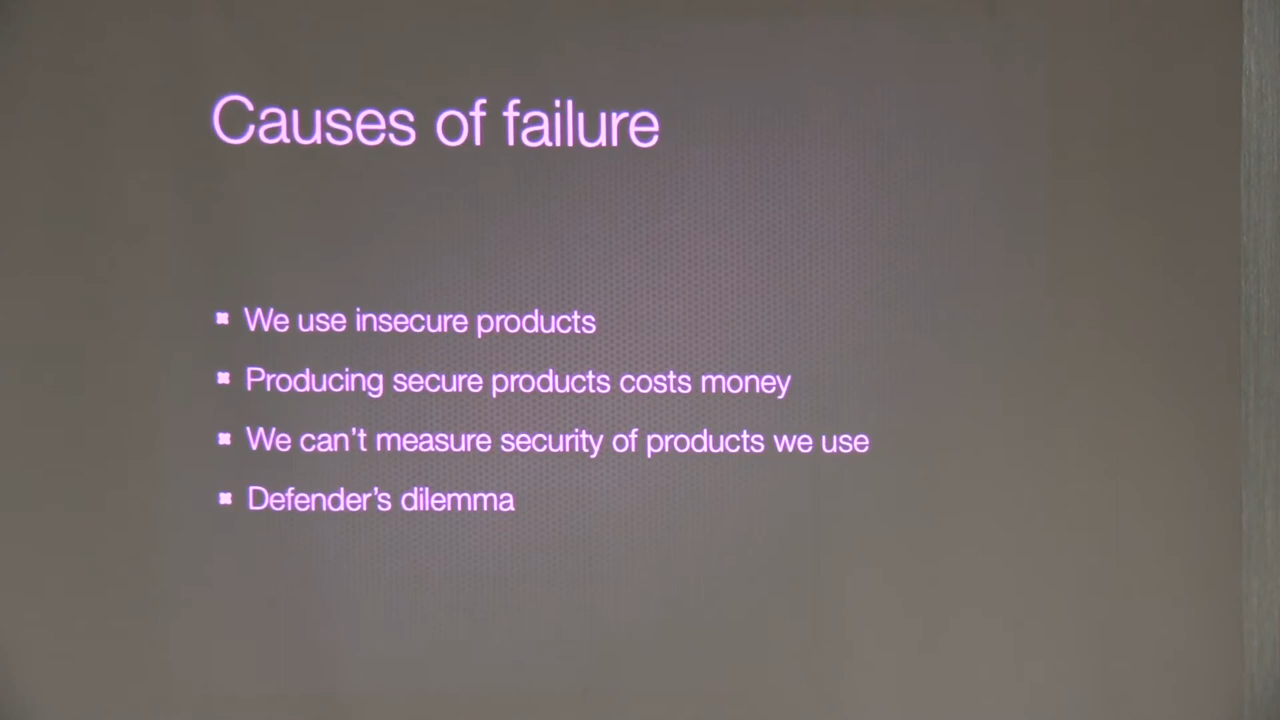 Causes of failure
We use insecure products
Producing secure products costs money
We can't measure security of products we use
Defender's dilemma